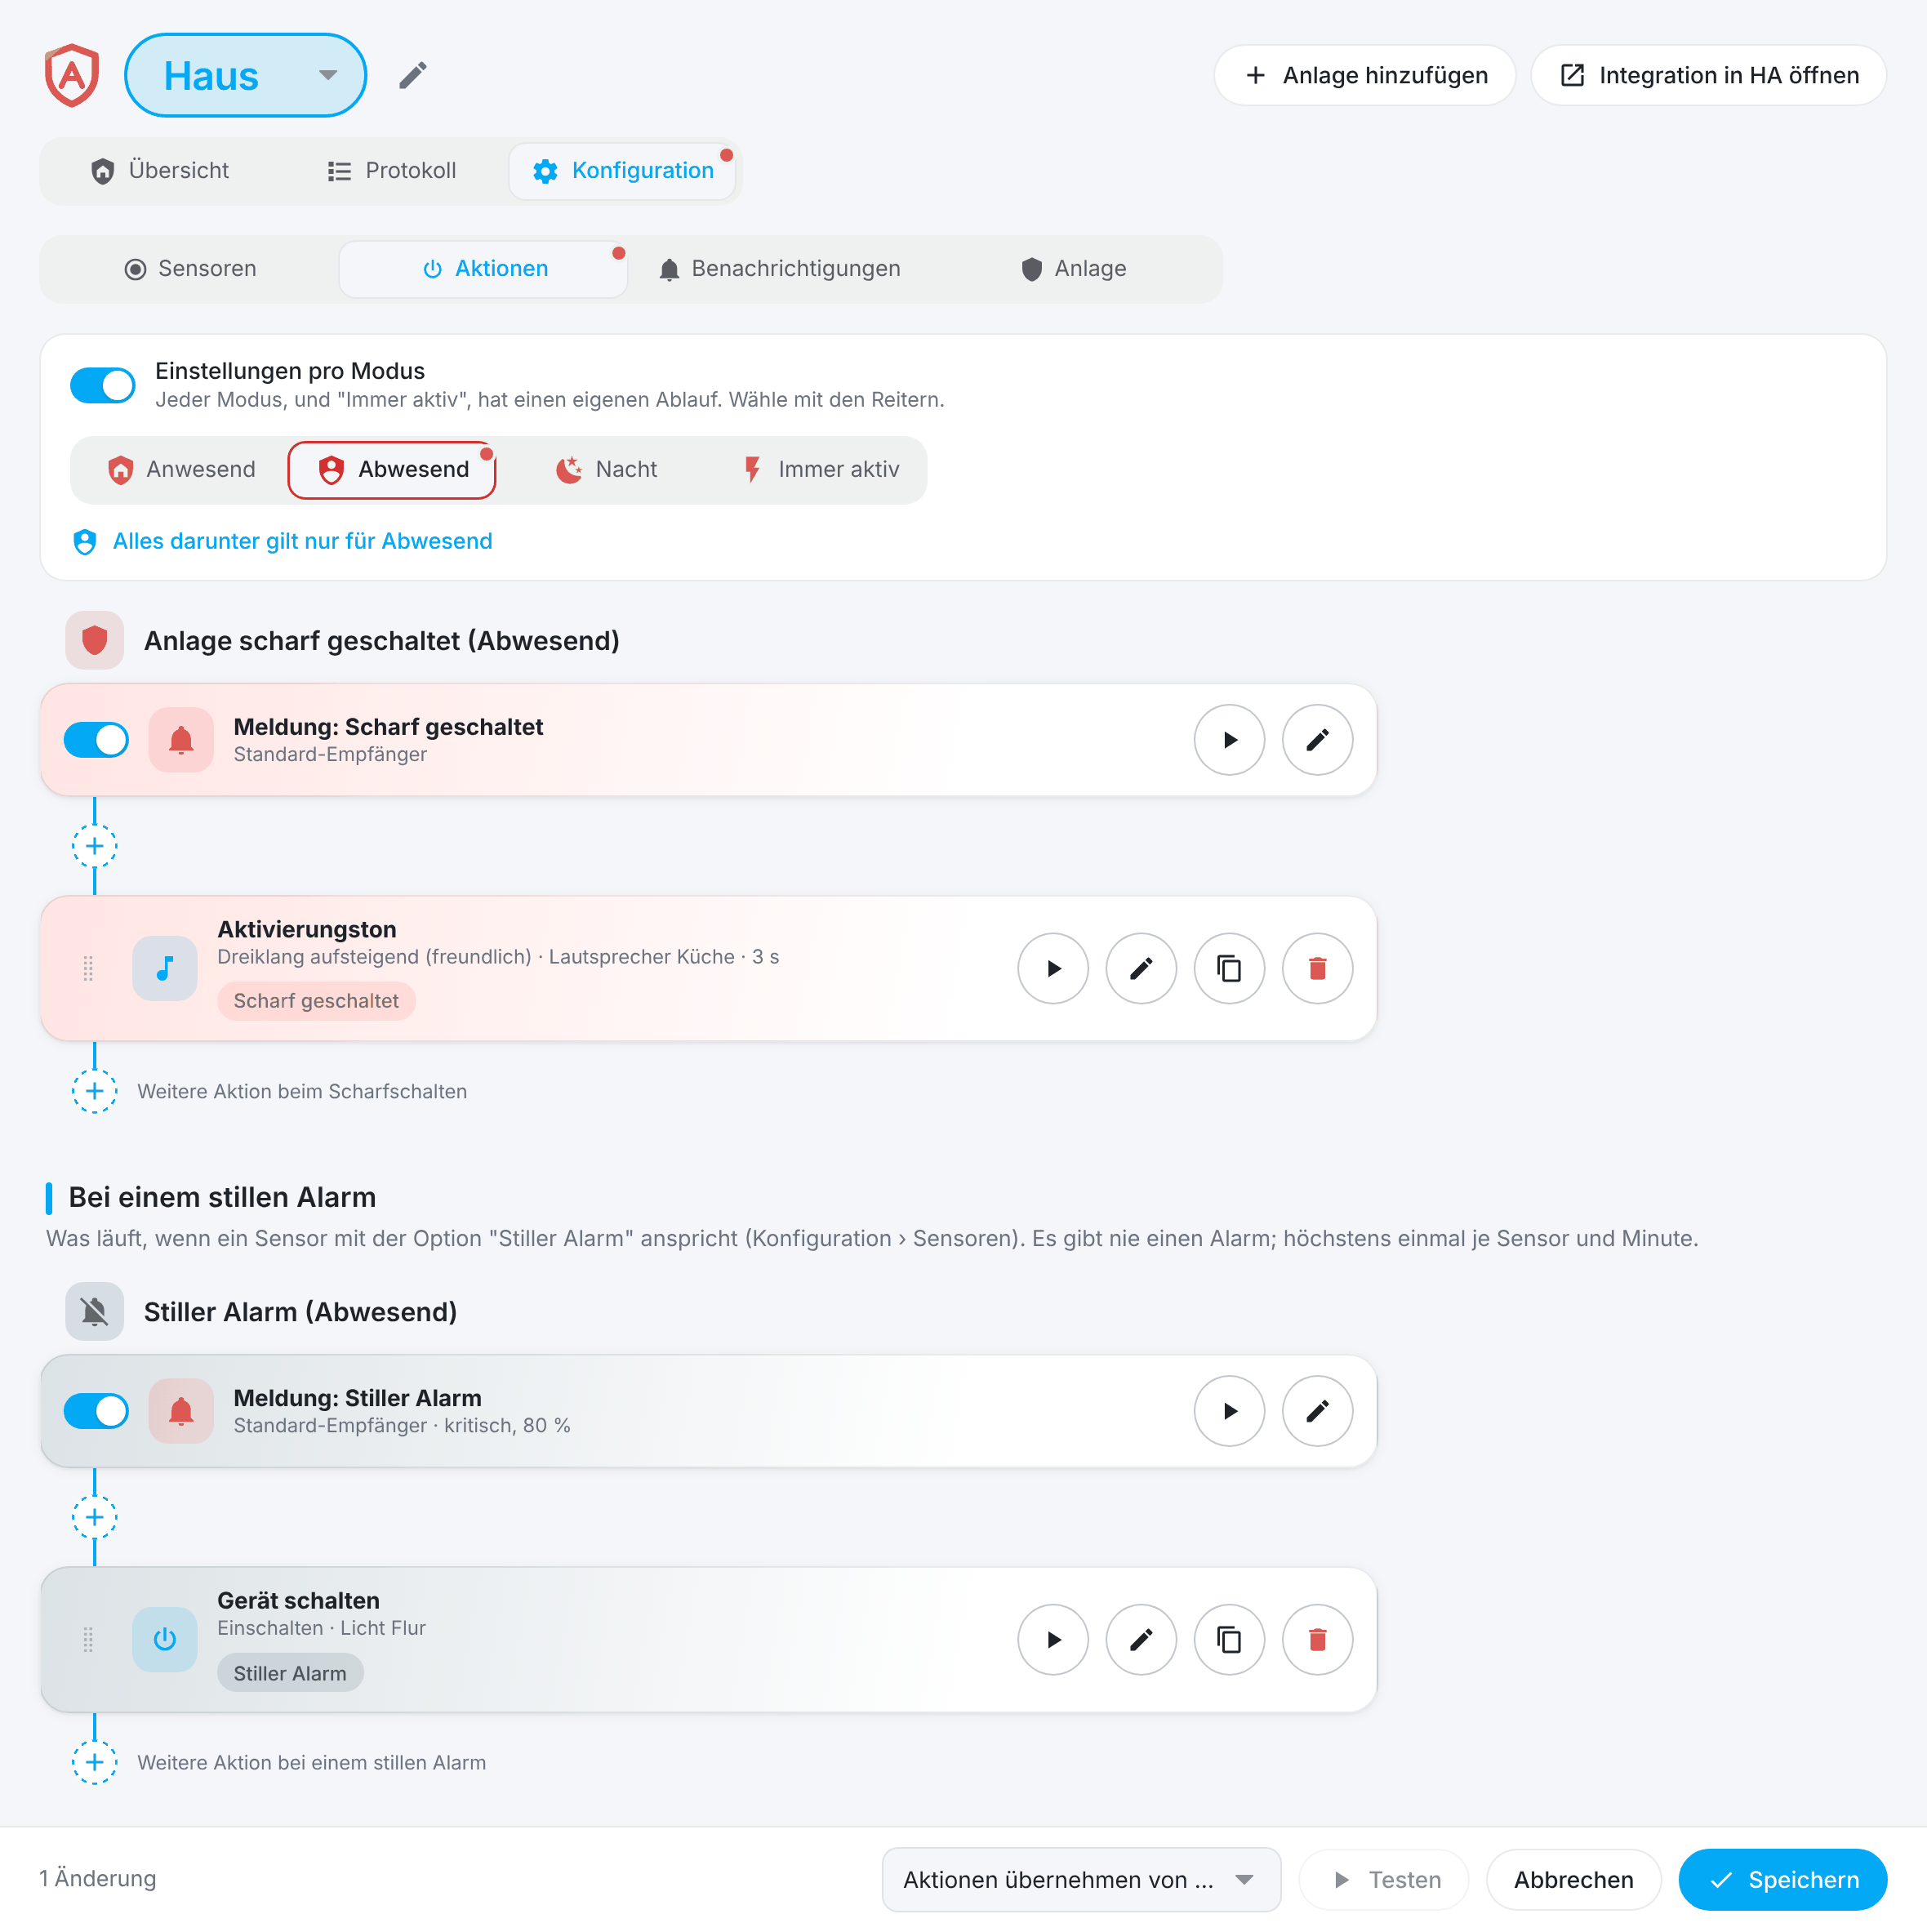 Haus
Anlage hinzufügen
Integration in HA öffnen
Übersicht
Protokoll
Konfiguration
Sensoren
Aktionen
Benachrichtigungen
Anlage
Einstellungen pro Modus
Jeder Modus, und "Immer aktiv", hat einen eigenen Ablauf. Wähle mit den Reitern.
Anwesend
Abwesend
Nacht
Immer aktiv
Alles darunter gilt nur für Abwesend
Anlage scharf geschaltet (Abwesend)
Meldung: Scharf geschaltet
Standard-Empfänger
Aktivierungston
Dreiklang aufsteigend (freundlich) · Lautsprecher Küche · 3 s
Scharf geschaltet
Weitere Aktion beim Scharfschalten
Bei einem stillen Alarm
Was läuft, wenn ein Sensor mit der Option "Stiller Alarm" anspricht (Konfiguration › Sensoren). Es gibt nie einen Alarm; höchstens einmal je Sensor und Minute.
Stiller Alarm (Abwesend)
Meldung: Stiller Alarm
Standard-Empfänger · kritisch, 80 %
Gerät schalten
Einschalten · Licht Flur
Stiller Alarm
Weitere Aktion bei einem stillen Alarm
1 Änderung
Aktionen übernehmen von ...
Testen
Abbrechen
Speichern